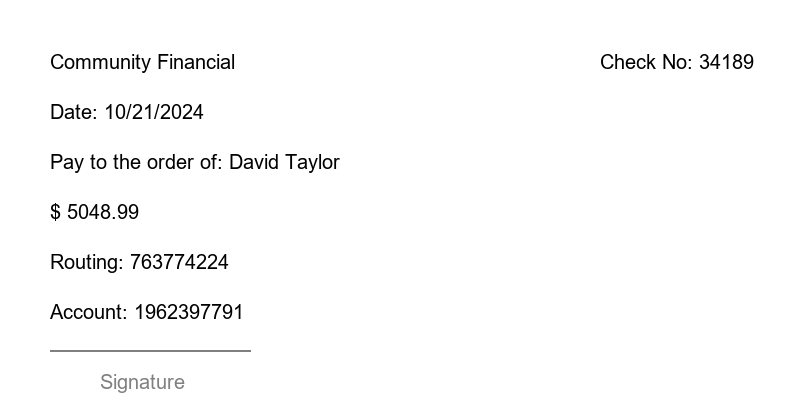 Community Financial
Check No: 34189
Date: 10/21/2024
Pay to the order of: David Taylor
$ 5048.99
Routing: 763774224
Account: 1962397791
Signature